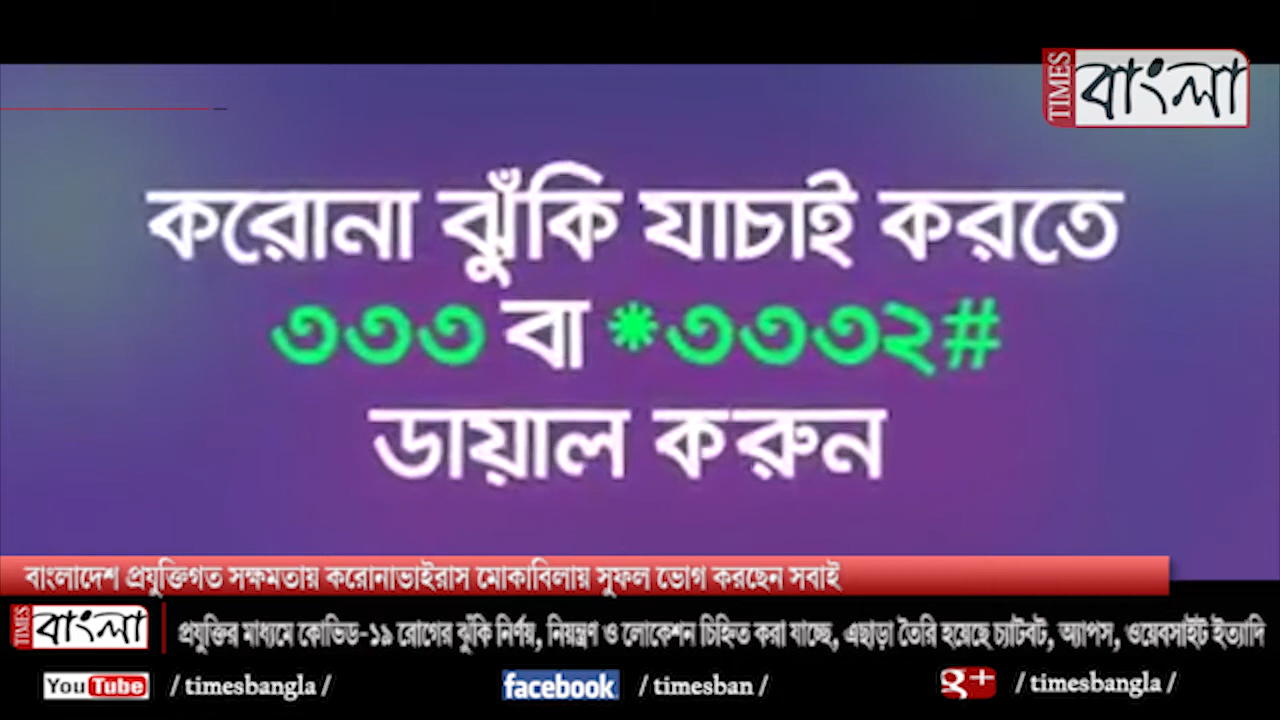 TIMES বাংলা
করোনা ঝুঁকি যাচাই করতে
৩৩৩ বা *৩৩৩২#
ডায়াল করুন
বাংলাদেশ প্রযুক্তিগত সক্ষমতায় করোনাভাইরাস মোকাবিলায় সুফল ভোগ করছেন সবাই
TIMES বাংলা
প্রযুক্তির মাধ্যমে কোভিড-১৯ রোগের ঝুঁকি নির্ণয়, নিয়ন্ত্রণ ও লোকেশন চিহ্নিত করা যাচ্ছে, এছাড়া তৈরি হয়েছে চ্যাটবট, অ্যাপস, ওয়েবসাইট ইত্যাদি
YouTube / timesbangla / facebook / timesban / g+ / timesbangla /